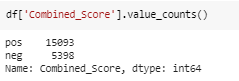 df['Combined_Score'].value_counts()
pos    15093
neg     5398
Name: Combined_Score, dtype: int64